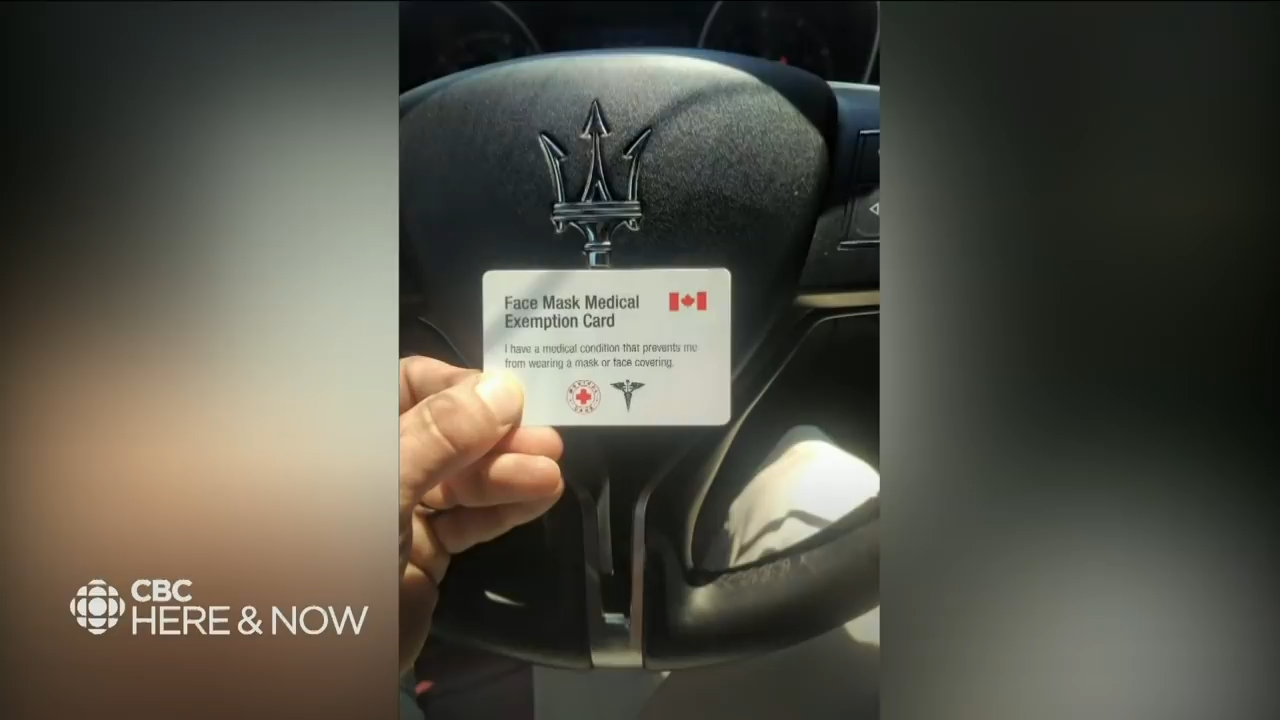 Face Mask Medical
Exemption Card
I have a medical condition that prevents me
from wearing a mask or face covering.
CBC
HERE & NOW